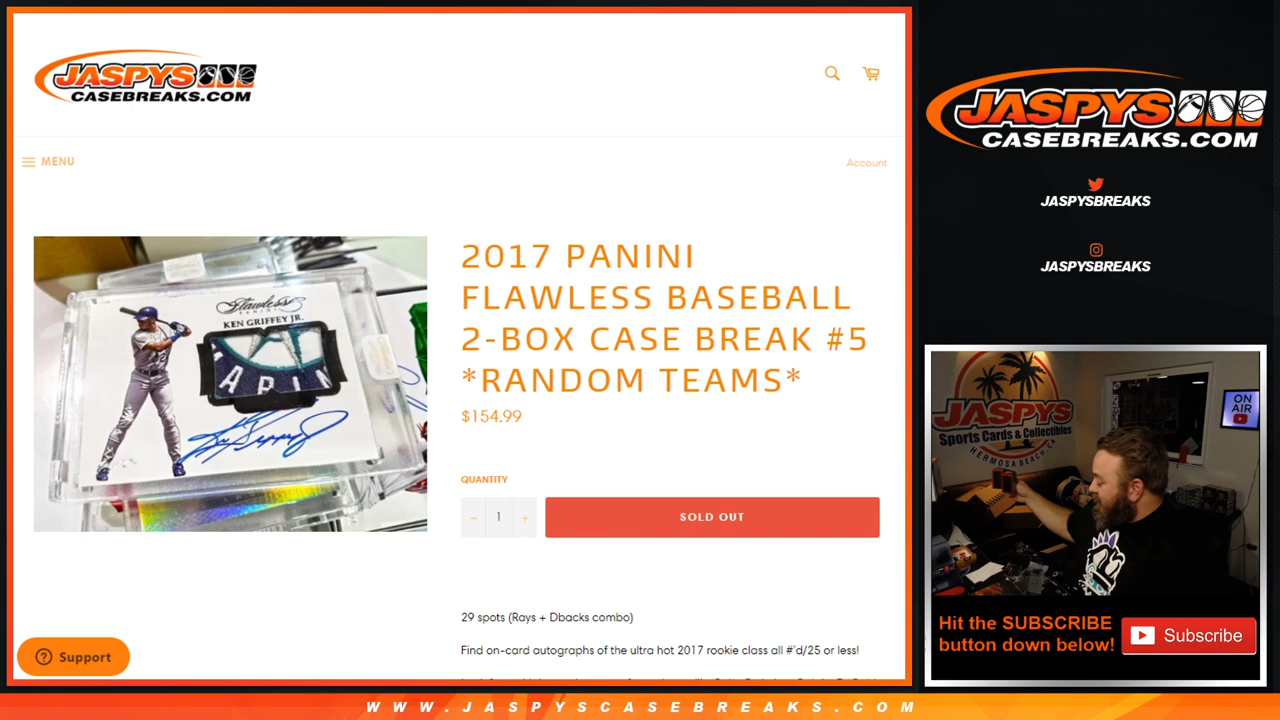 JASPYS
CASEBREAKS.COM
MENU
Account
Flawless
PANINI
KEN GRIFFEY JR.
2017 PANINI
FLAWLESS BASEBALL
2-BOX CASE BREAK #5
*RANDOM TEAMS*
$154.99
QUANTITY
− 1 +
SOLD OUT
29 spots (Rays + Dbacks combo)
Find on-card autographs of the ultra hot 2017 rookie class all #'d/25 or less!
Support
JASPYS
CASEBREAKS.COM
JASPYSBREAKS
JASPYSBREAKS
JASPYS
Sports Cards & Collectibles
HERMOSA BEACH, CA
ON
AIR
Hit the SUBSCRIBE
button down below!
Subscribe
WWW.JASPYSCASEBREAKS.COM